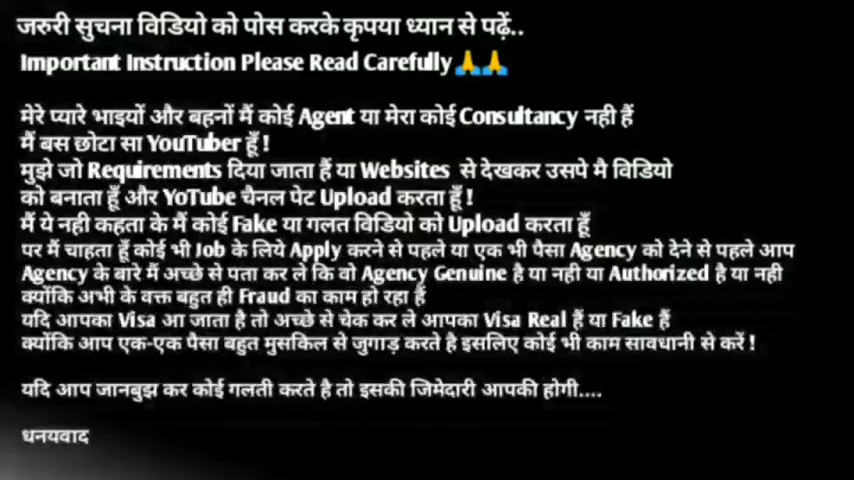 जरुरी सुचना विडियो को पोस करके कृपया ध्यान से पढ़ें..
Important Instruction Please Read Carefully🙏🙏
मेरे प्यारे भाइयों और बहनों मैं कोई Agent या मेरा कोई Consultancy नही हैं
मैं बस छोटा सा YouTuber हूँ !
मुझे जो Requirements दिया जाता हैं या Websites से देखकर उसपे मै विडियो
को बनाता हूँ और YoTube चैनल पेट Upload करता हूँ !
मैं ये नही कहता के मैं कोई Fake या गलत विडियो को Upload करता हूँ
पर मैं चाहता हूँ कोई भी Job के लिये Apply करने से पहले या एक भी पैसा Agency को देने से पहले आप
Agency के बारे मैं अच्छे से पता कर ले कि वो Agency Genuine है या नही या Authorized है या नही
क्योंकि अभी के वक्त बहुत ही Fraud का काम हो रहा हैं
यदि आपका Visa आ जाता है तो अच्छे से चेक कर ले आपका Visa Real हैं या Fake हैं
क्योंकि आप एक-एक पैसा बहुत मुसकिल से जुगाड़ करते है इसलिए कोई भी काम सावधानी से करें !
यदि आप जानबुझ कर कोई गलती करते है तो इसकी जिमेदारी आपकी होगी....
धनयवाद